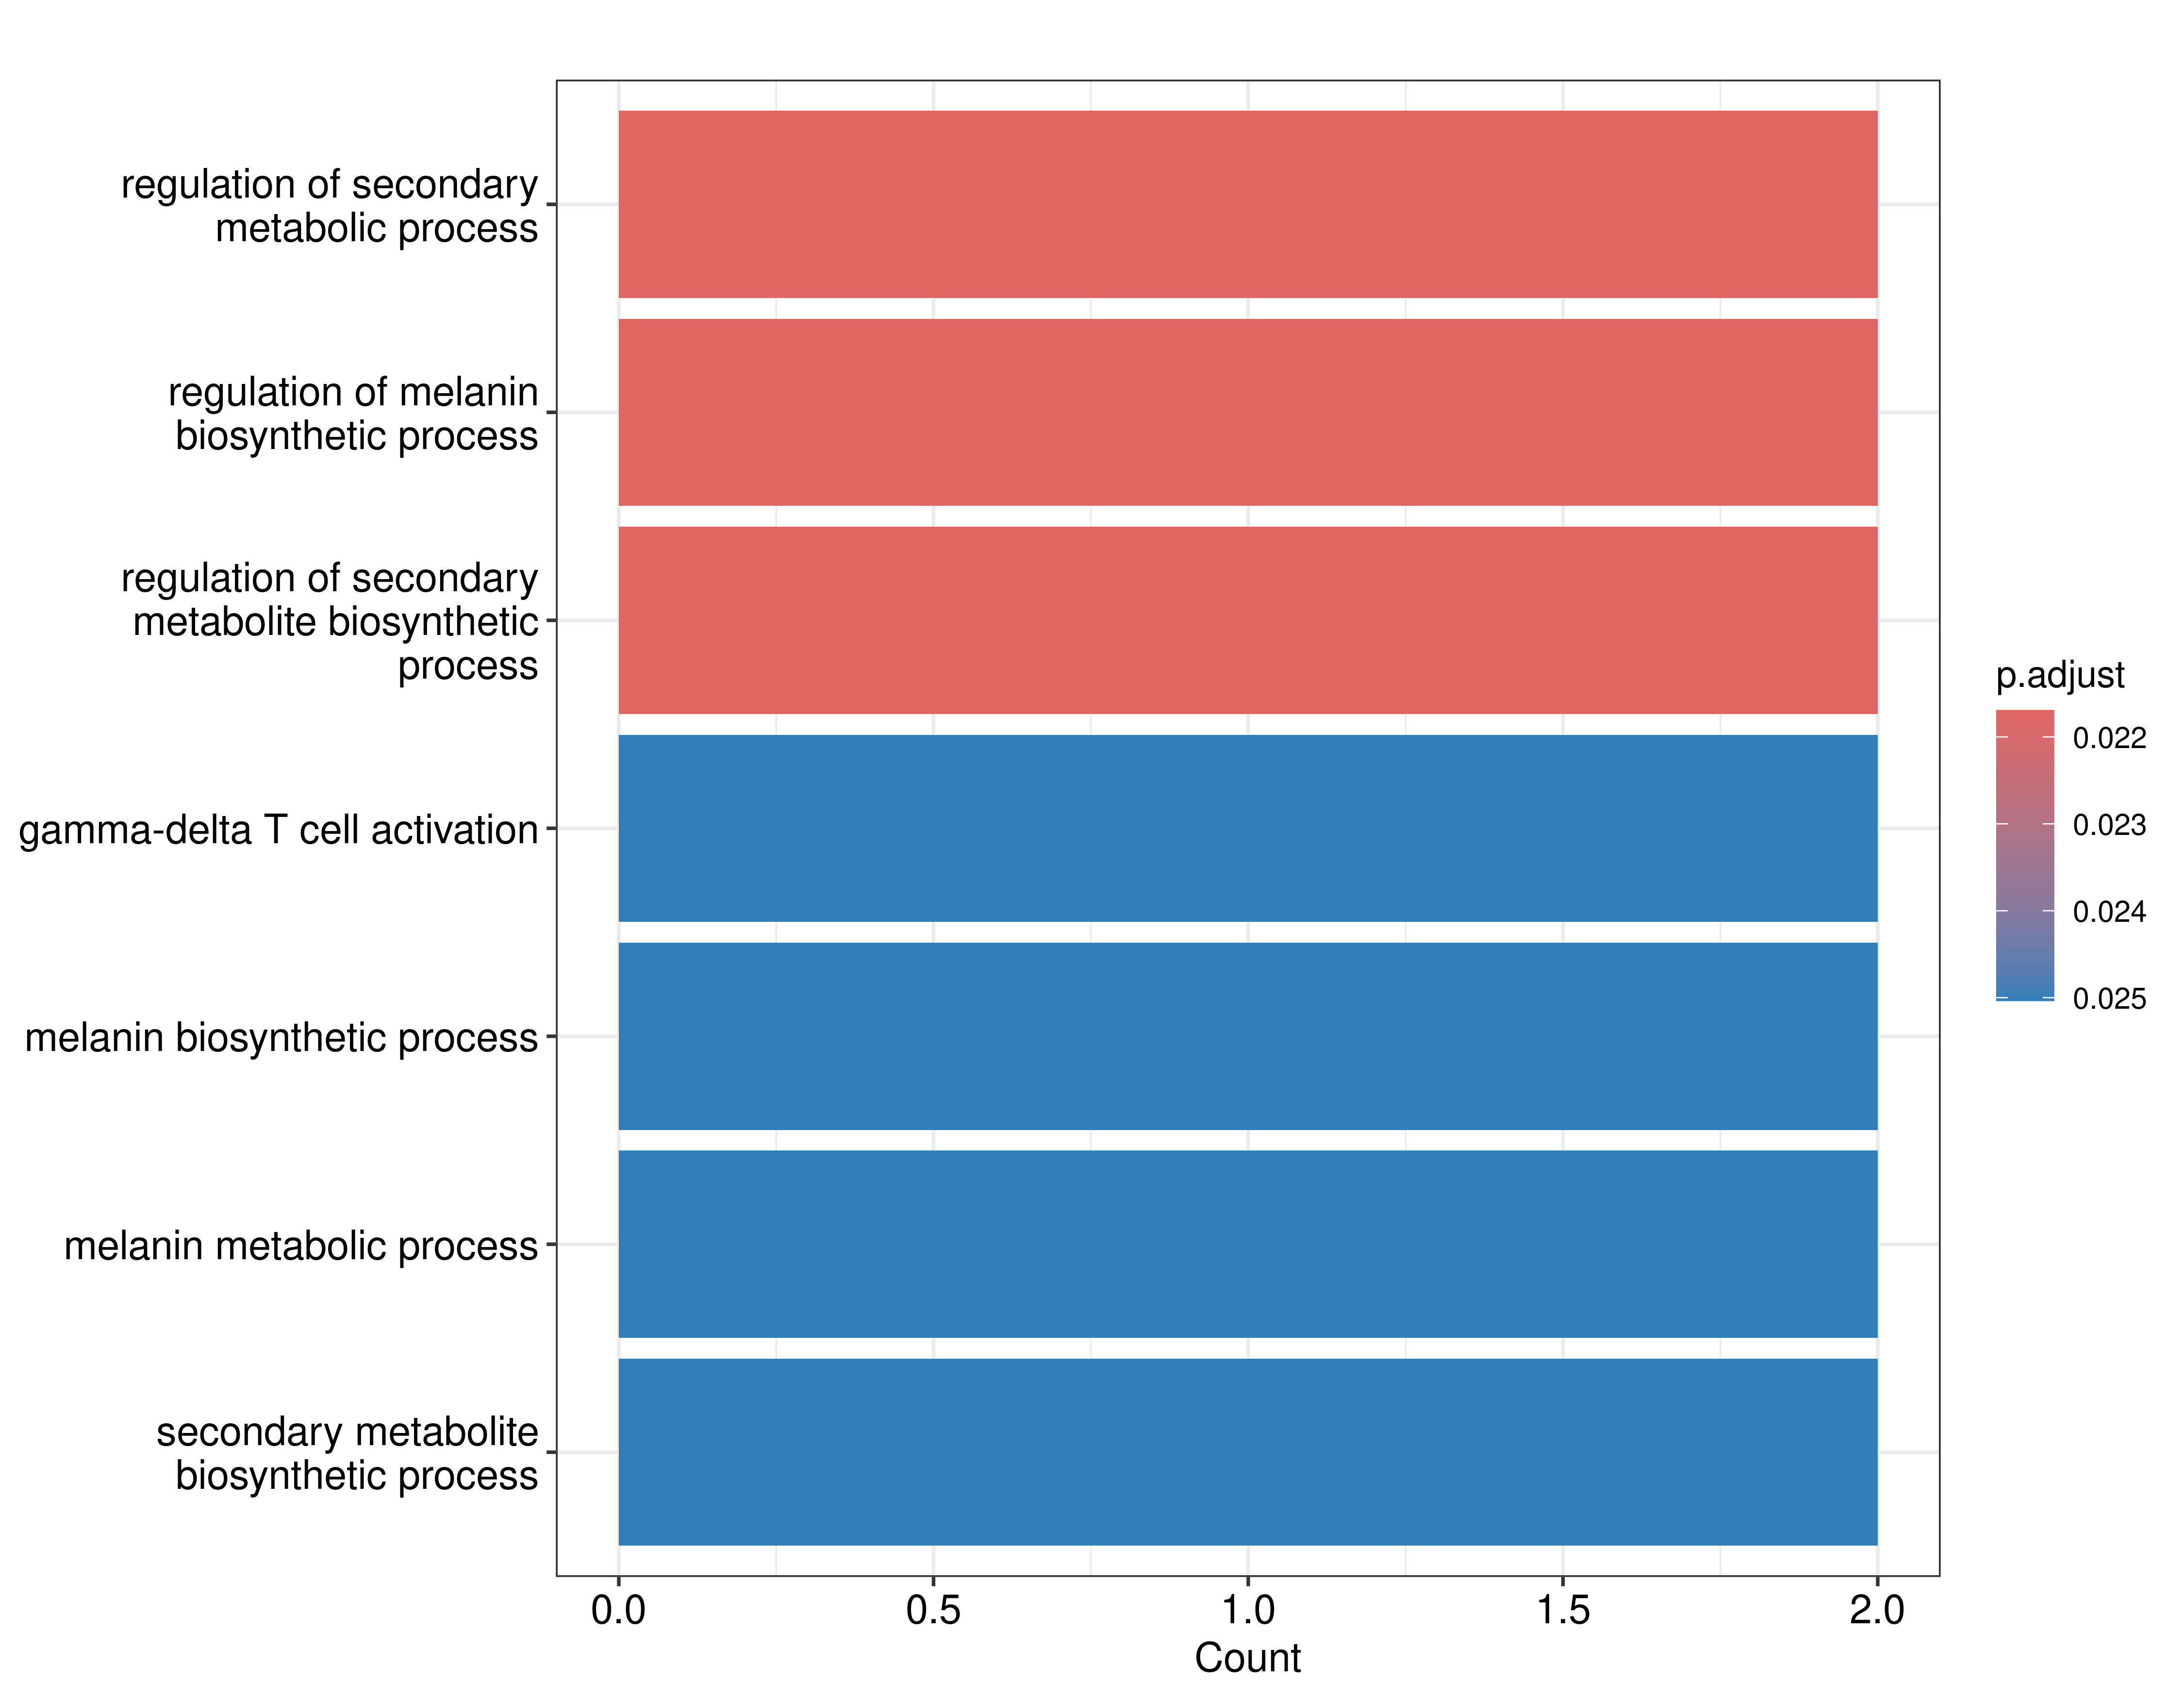 regulation of secondary
metabolic process
regulation of melanin
biosynthetic process
regulation of secondary
metabolite biosynthetic
process
gamma-delta T cell activation
melanin biosynthetic process
melanin metabolic process
secondary metabolite
biosynthetic process
0.0 0.5 1.0 1.5 2.0
Count
p.adjust
0.022
0.023
0.024
0.025